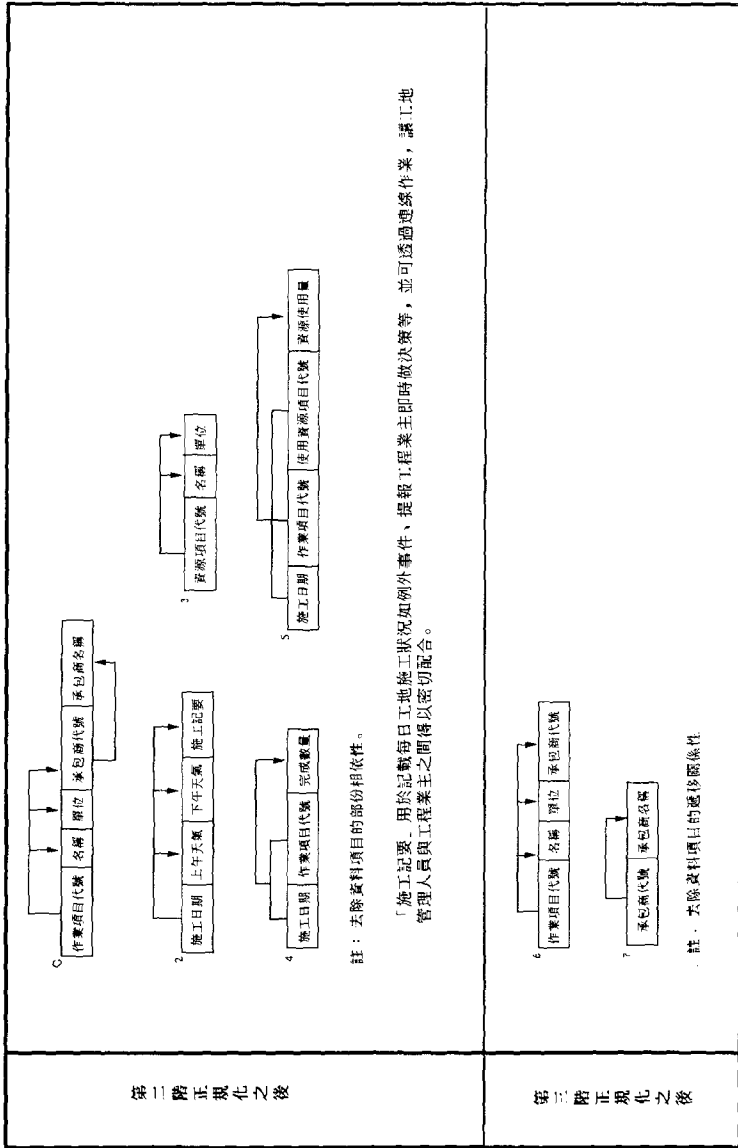 第二階正規化之後
C
作業項目代號 名稱 單位 承包商代號 承包商名稱
2
施工日期 上午天氣 下午天氣 施工記要
3
資源項目代號 名稱 單位
4
施工日期 作業項目代號 完成數量
5
施工日期 作業項目代號 使用資源項目代號 資源使用量
註：去除資料項目的部份相依性。
「施工記要」用於記載每日工地施工狀況如例外事件、提報工程業主即時做決策等，並可透過連線作業，讓工地
管理人員與工程業主之間得以密切配合。
第三階正規化之後
6
作業項目代號 名稱 單位 承包商代號
7
承包商代號 承包商名稱
註：去除資料項目的遞移關係性